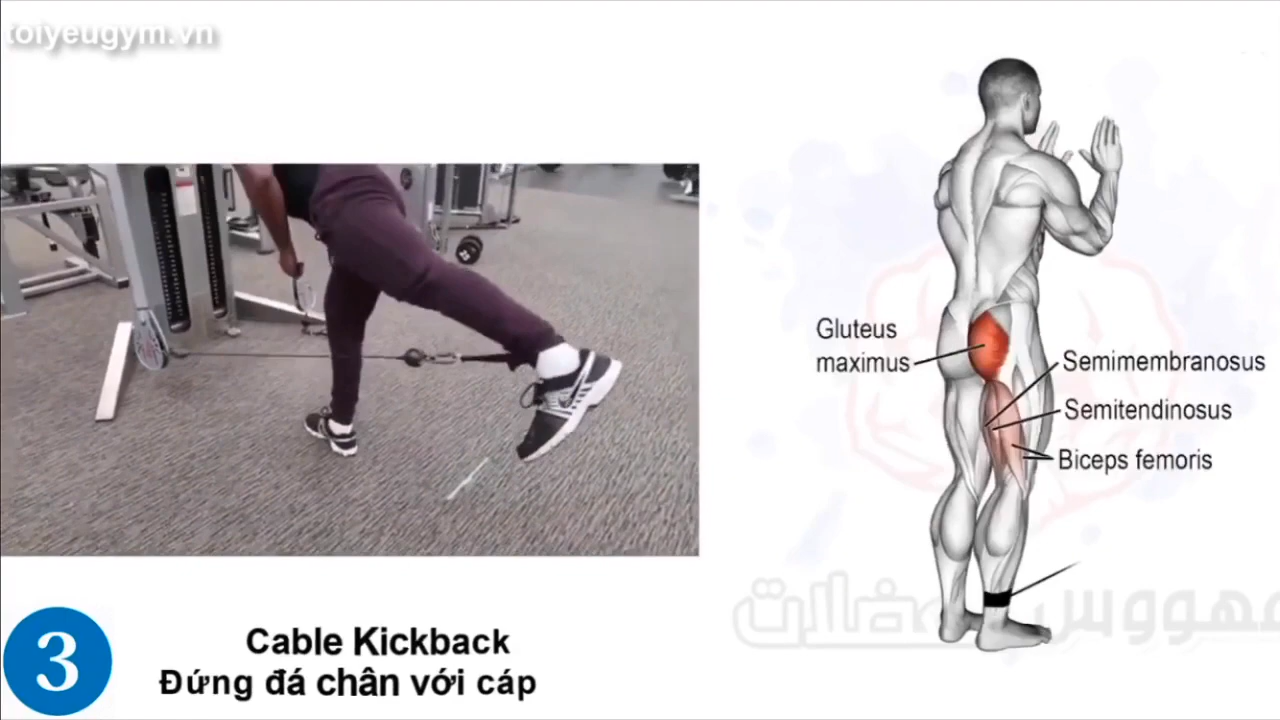 toiyeugym.vn
Gluteus
maximus
Semimembranosus
Semitendinosus
Biceps femoris
3
Cable Kickback
Đứng đá chân với cáp